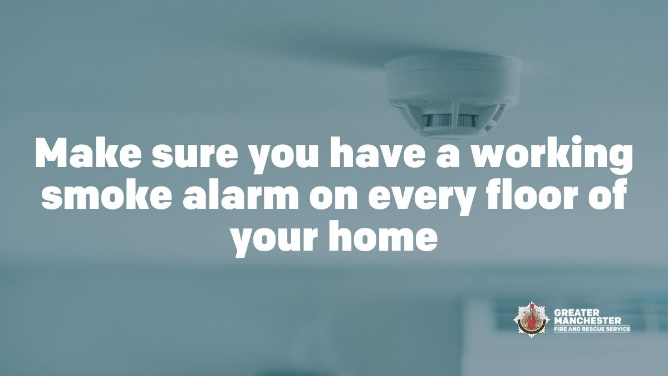 Make sure you have a working
smoke alarm on every floor of
your home
GREATER
MANCHESTER
FIRE AND RESCUE SERVICE